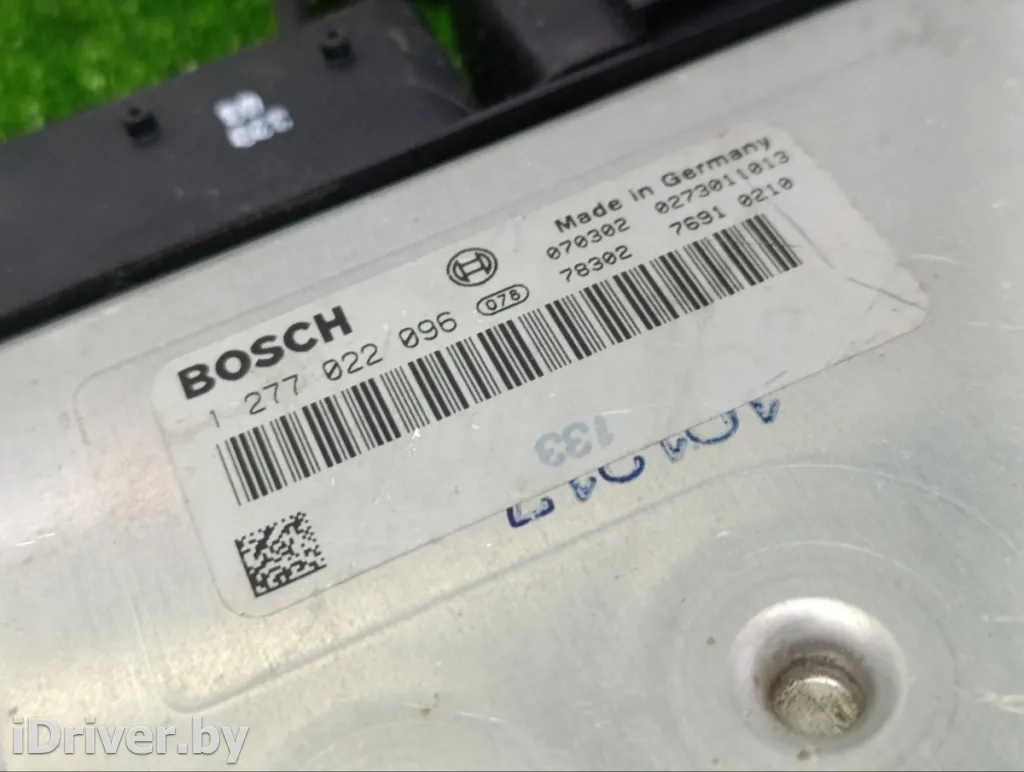 Made in Germany
070302 0273011013
78302 7691 0210
BOSCH
1 277 022 096 078
133
iDriver.by